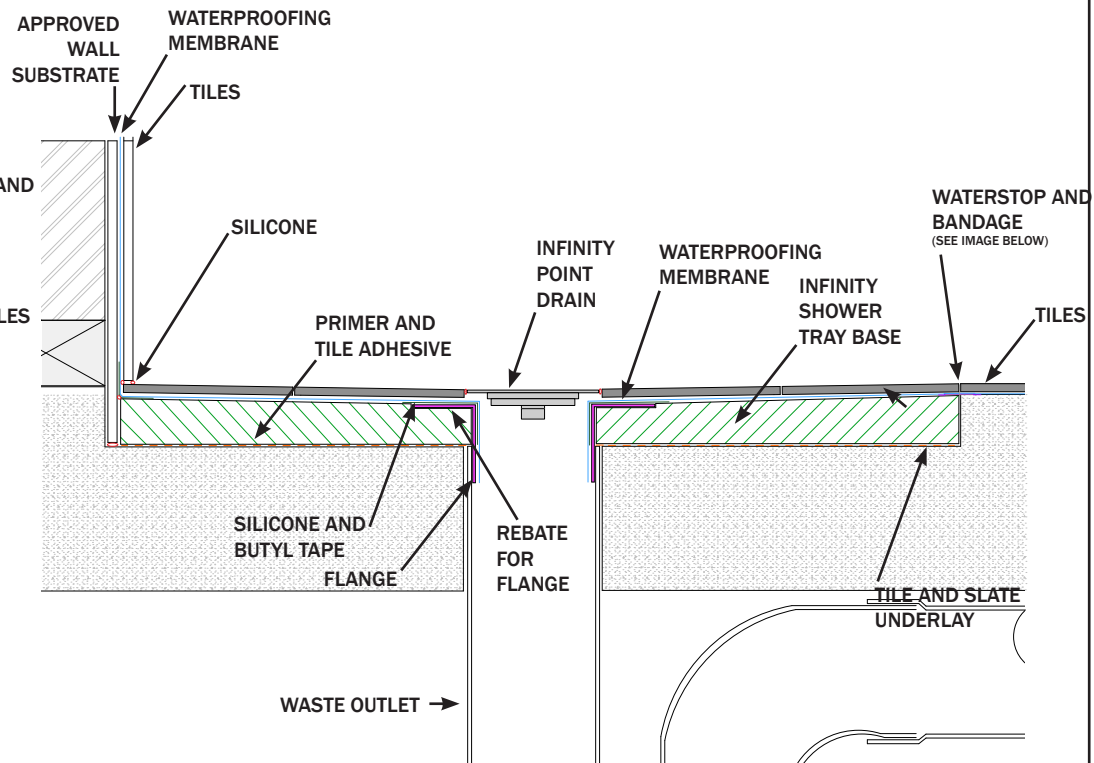 APPROVED
WALL
SUBSTRATE
WATERPROOFING
MEMBRANE
TILES
AND
LES
SILICONE
PRIMER AND
TILE ADHESIVE
INFINITY
POINT
DRAIN
WATERPROOFING
MEMBRANE
INFINITY
SHOWER
TRAY BASE
WATERSTOP AND
BANDAGE
(SEE IMAGE BELOW)
TILES
SILICONE AND
BUTYL TAPE
FLANGE
REBATE
FOR
FLANGE
TILE AND SLATE
UNDERLAY
WASTE OUTLET